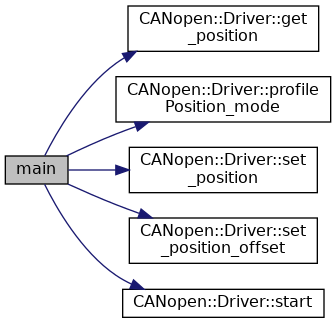 CANopen::Driver::get
_position
CANopen::Driver::profile
Position_mode
main
CANopen::Driver::set
_position
CANopen::Driver::set
_position_offset
CANopen::Driver::start